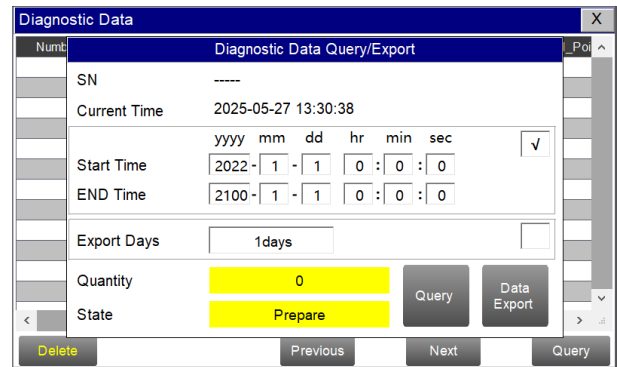 Diagnostic Data X
Numb Diagnostic Data Query/Export _Poi
SN -----
Current Time 2025-05-27 13:30:38
yyyy mm dd hr min sec √
Start Time 2022 - 1 - 1 0 : 0 : 0
END Time 2100 - 1 - 1 0 : 0 : 0
Export Days 1days
Quantity 0
Query
Data
Export
State Prepare
Delete Previous Next Query